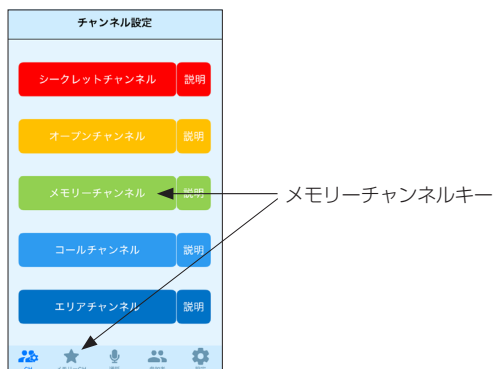 チャンネル設定
シークレットチャンネル 説明
オープンチャンネル 説明
メモリーチャンネル 説明
メモリーチャンネルキー
コールチャンネル 説明
エリアチャンネル 説明